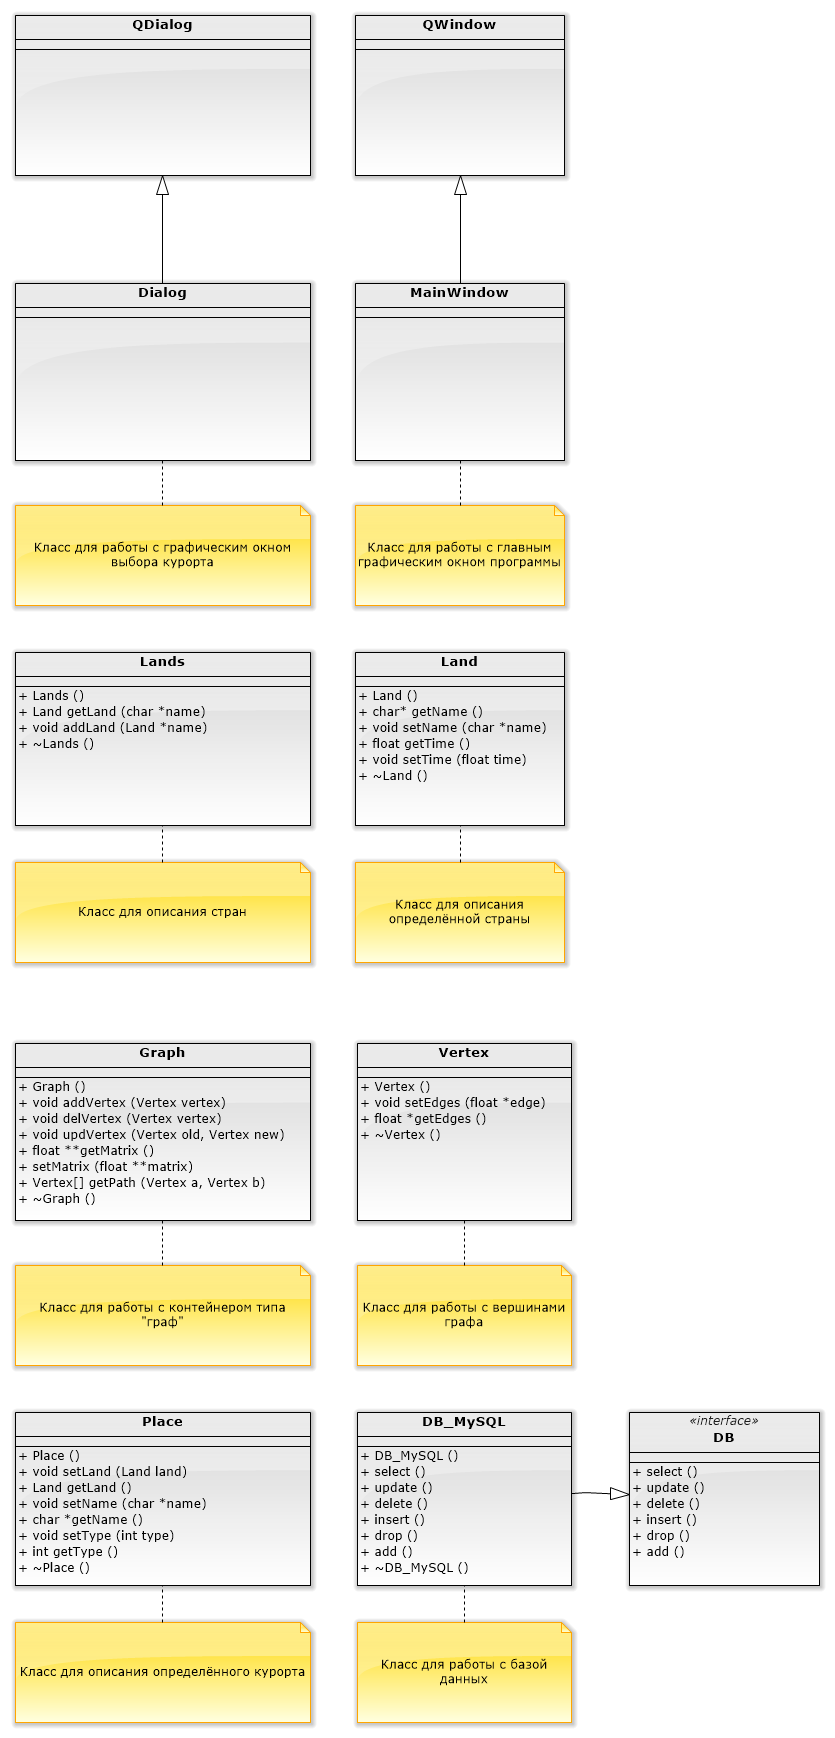 QDialog
QWindow
Dialog
MainWindow
Класс для работы с графическим окном
выбора курорта
Класс для работы с главным
графическим окном программы
Lands
+ Lands ()
+ Land getLand (char *name)
+ void addLand (Land *name)
+ ~Lands ()
Land
+ Land ()
+ char* getName ()
+ void setName (char *name)
+ float getTime ()
+ void setTime (float time)
+ ~Land ()
Класс для описания стран
Класс для описания
определённой страны
Graph
+ Graph ()
+ void addVertex (Vertex vertex)
+ void delVertex (Vertex vertex)
+ void updVertex (Vertex old, Vertex new)
+ float **getMatrix ()
+ setMatrix (float **matrix)
+ Vertex[] getPath (Vertex a, Vertex b)
+ ~Graph ()
Vertex
+ Vertex ()
+ void setEdges (float *edge)
+ float *getEdges ()
+ ~Vertex ()
Класс для работы с контейнером типа
"граф"
Класс для работы с вершинами
графа
Place
+ Place ()
+ void setLand (Land land)
+ Land getLand ()
+ void setName (char *name)
+ char *getName ()
+ void setType (int type)
+ int getType ()
+ ~Place ()
DB_MySQL
+ DB_MySQL ()
+ select ()
+ update ()
+ delete ()
+ insert ()
+ drop ()
+ add ()
+ ~DB_MySQL ()
«interface»
DB
+ select ()
+ update ()
+ delete ()
+ insert ()
+ drop ()
+ add ()
Класс для описания определённого курорта
Класс для работы с базой
данных